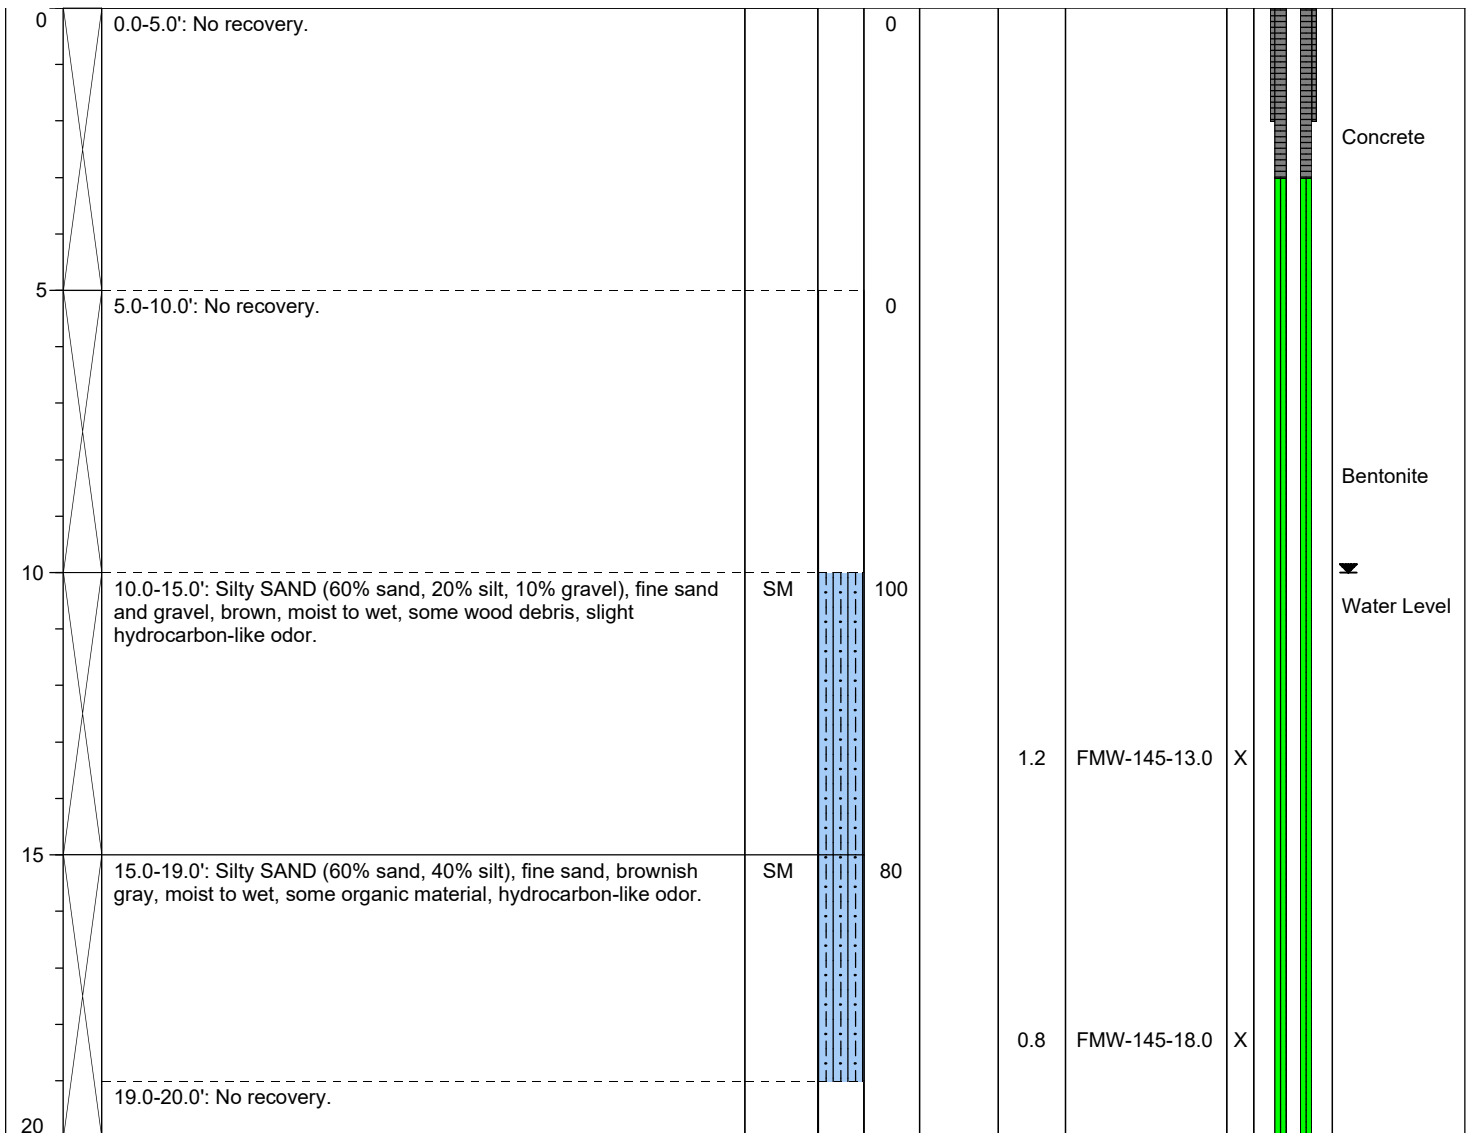 0
0.0-5.0': No recovery.
0
Concrete
5
5.0-10.0': No recovery.
0
Bentonite
10
10.0-15.0': Silty SAND (60% sand, 20% silt, 10% gravel), fine sand
and gravel, brown, moist to wet, some wood debris, slight
hydrocarbon-like odor.
SM
100
Water Level
1.2
FMW-145-13.0
X
15
15.0-19.0': Silty SAND (60% sand, 40% silt), fine sand, brownish
gray, moist to wet, some organic material, hydrocarbon-like odor.
SM
80
0.8
FMW-145-18.0
X
19.0-20.0': No recovery.
20